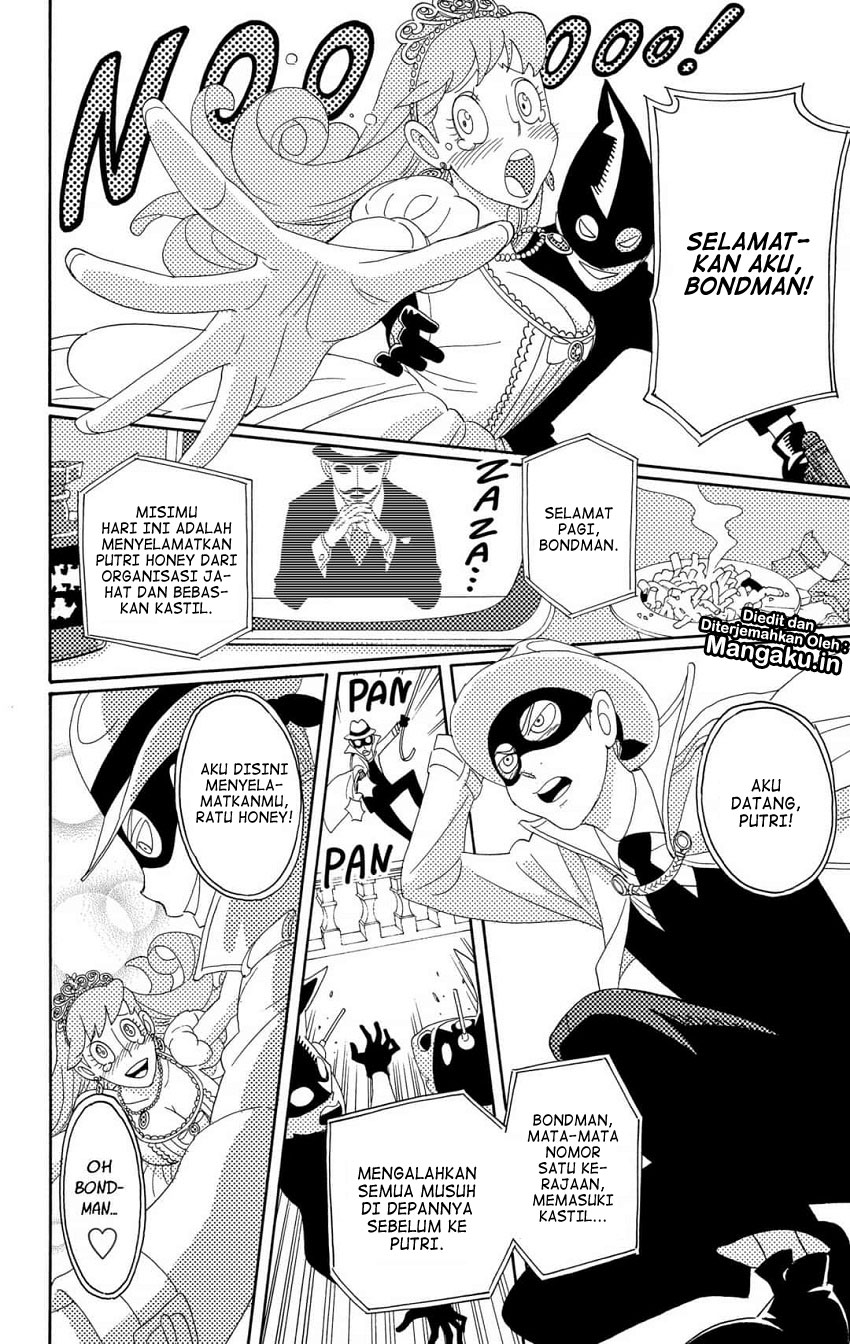 NOO OOO!
SELAMAT-
KAN AKU,
BONDMAN!
SELAMAT
PAGI,
BONDMAN.
ZAZA...
MISIMU
HARI INI ADALAH
MENYELAMATKAN
PUTRI HONEY DARI
ORGANISASI JA-
HAT DAN BEBAS-
KAN KASTIL.
Diedit dan
Diterjemahkan Oleh :
Mangaku.in
AKU
DATANG,
PUTRI!
BONDMAN,
MATA-MATA
NOMOR
SATU KE-
RAJAAN,
MEMASUKI
KASTIL...
PAN
PAN
MENGALAHKAN
SEMUA MUSUH
DI DEPANNYA
SEBELUM KE
PUTRI.
AKU DISINI
MENYELA-
MATKANMU,
RATU HONEY!
OH
BOND-
MAN...
♡